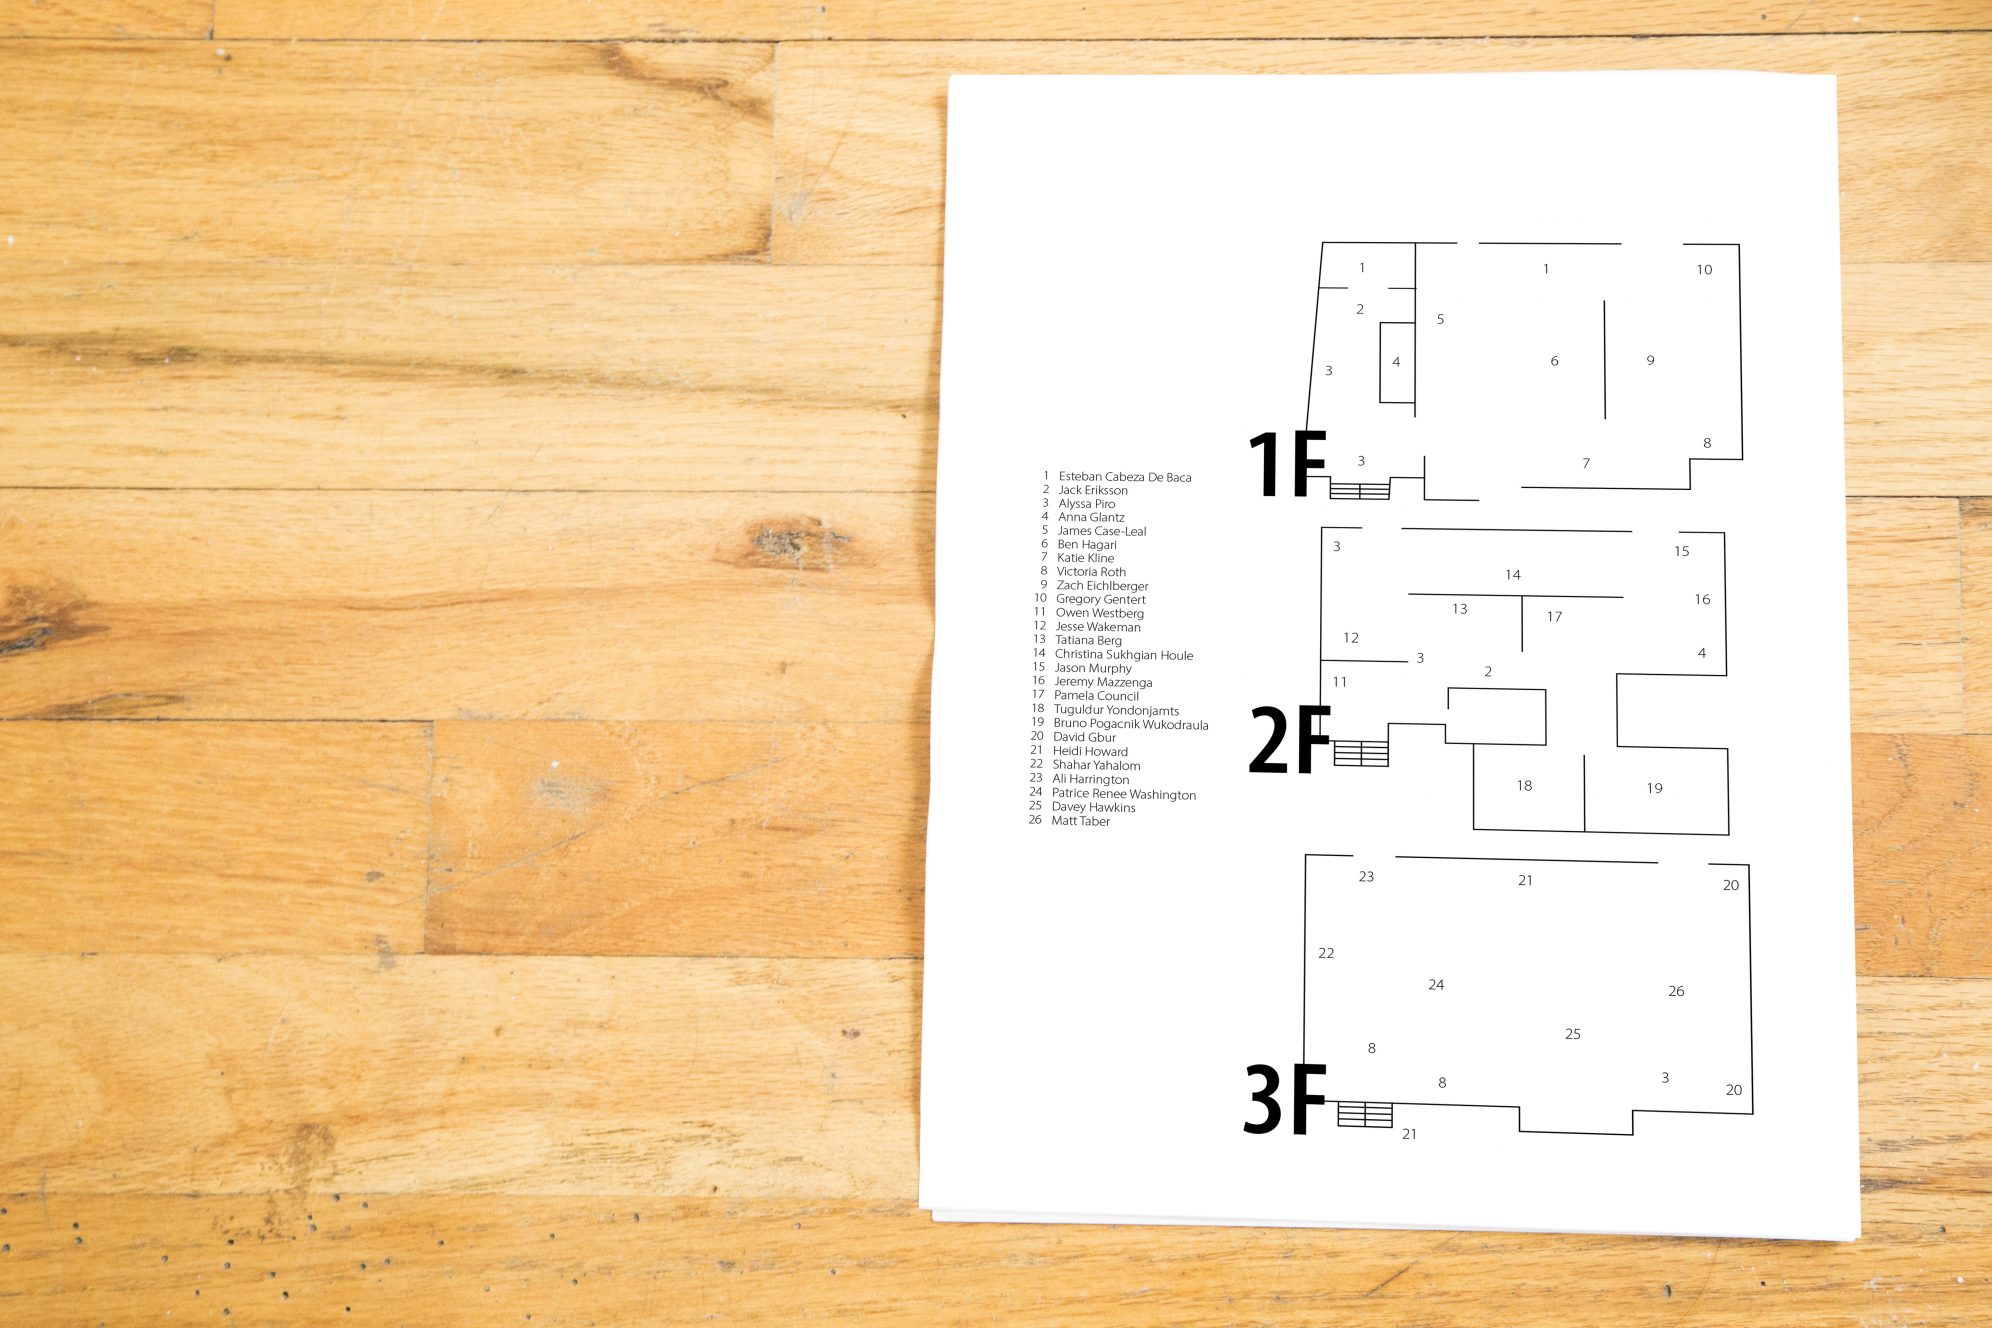 1 Esteban Cabeza De Baca
2 Jack Eriksson
3 Alyssa Piro
4 Anna Glantz
5 James Case-Leal
6 Ben Hagari
7 Katie Kline
8 Victoria Roth
9 Zach Eichlberger
10 Gregory Gentert
11 Owen Westberg
12 Jesse Wakeman
13 Tatiana Berg
14 Christina Sukhgian Houle
15 Jason Murphy
16 Jeremy Mazzenga
17 Pamela Council
18 Tuguldur Yondonjamts
19 Bruno Pogacnik Wukodraula
20 David Gbur
21 Heidi Howard
22 Shahar Yahalom
23 Ali Harrington
24 Patrice Renee Washington
25 Davey Hawkins
26 Matt Taber
1 1 10
2 5
4 6 9
3
8
3 7
1F
3 15
14
16
13 17
12
3 4
2
11
2F
18 19
23 21 20
22
24 26
25
8
8 3 20
3F
21